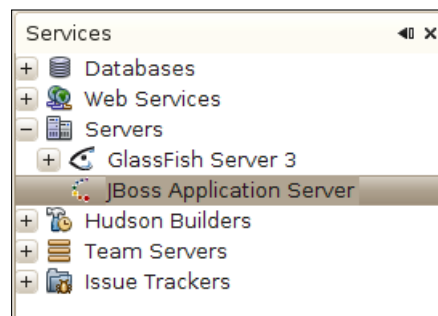 Services
Databases
Web Services
Servers
GlassFish Server 3
JBoss Application Server
Hudson Builders
Team Servers
Issue Trackers